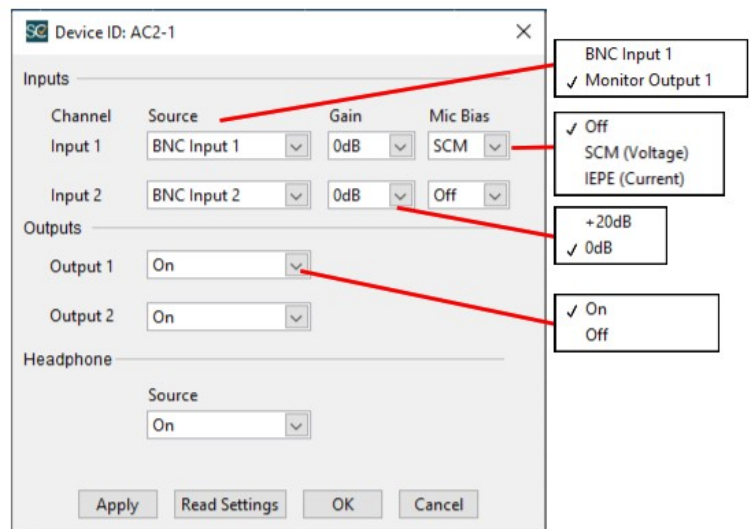 SC Device ID: AC2-1
Inputs
Channel Source Gain Mic Bias
Input 1 BNC Input 1 0dB SCM
Input 2 BNC Input 2 0dB Off
Outputs
Output 1 On
Output 2 On
Headphone
Source
On
Apply Read Settings OK Cancel
BNC Input 1
✓ Monitor Output 1
✓ Off
SCM (Voltage)
IEPE (Current)
+20dB
✓ 0dB
✓ On
Off